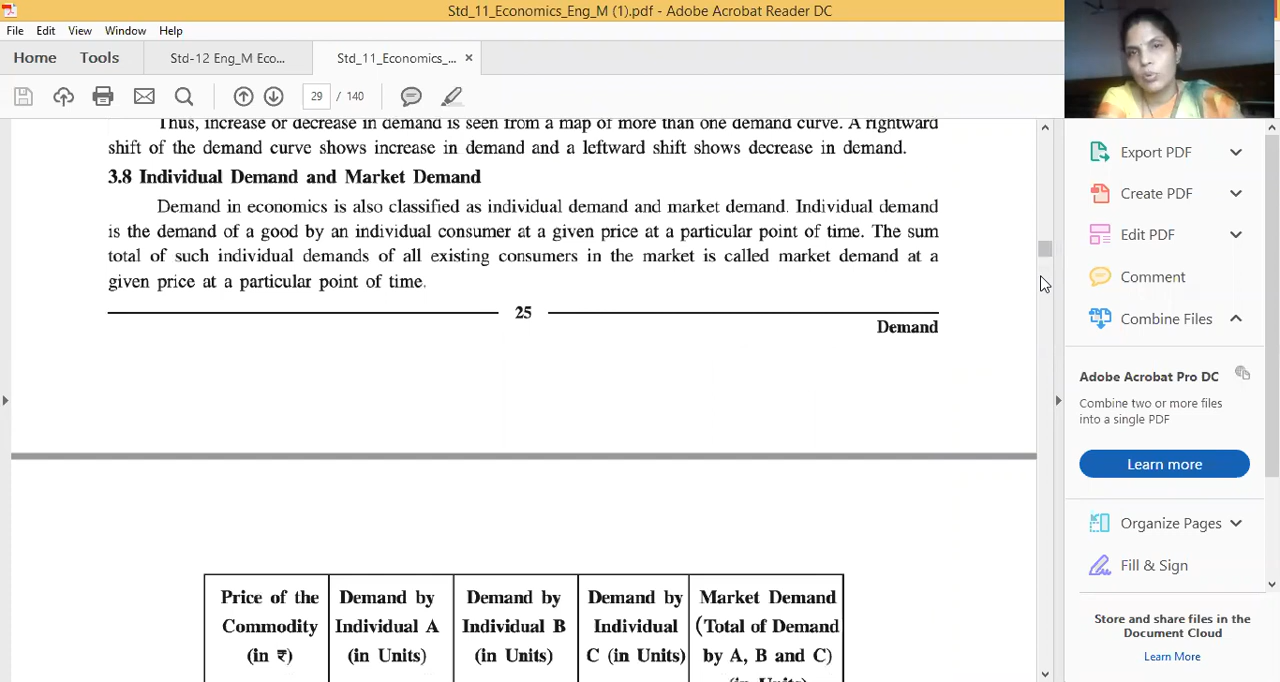 Std_11_Economics_Eng_M (1).pdf - Adobe Acrobat Reader DC
File Edit View Window Help
Home Tools Std-12 Eng_M Eco... Std_11_Economics_... ×
29 / 140
Thus, increase or decrease in demand is seen from a map of more than one demand curve. A rightward
shift of the demand curve shows increase in demand and a leftward shift shows decrease in demand.
3.8 Individual Demand and Market Demand
Demand in economics is also classified as individual demand and market demand. Individual demand
is the demand of a good by an individual consumer at a given price at a particular point of time. The sum
total of such individual demands of all existing consumers in the market is called market demand at a
given price at a particular point of time.
25
Demand
Price of the Commodity (in ₹)
Demand by Individual A (in Units)
Demand by Individual B (in Units)
Demand by Individual C (in Units)
Market Demand (Total of Demand by A, B and C) (in Units)
Export PDF
Create PDF
Edit PDF
Comment
Combine Files
Adobe Acrobat Pro DC
Combine two or more files
into a single PDF
Learn more
Organize Pages
Fill & Sign
Store and share files in the
Document Cloud
Learn More